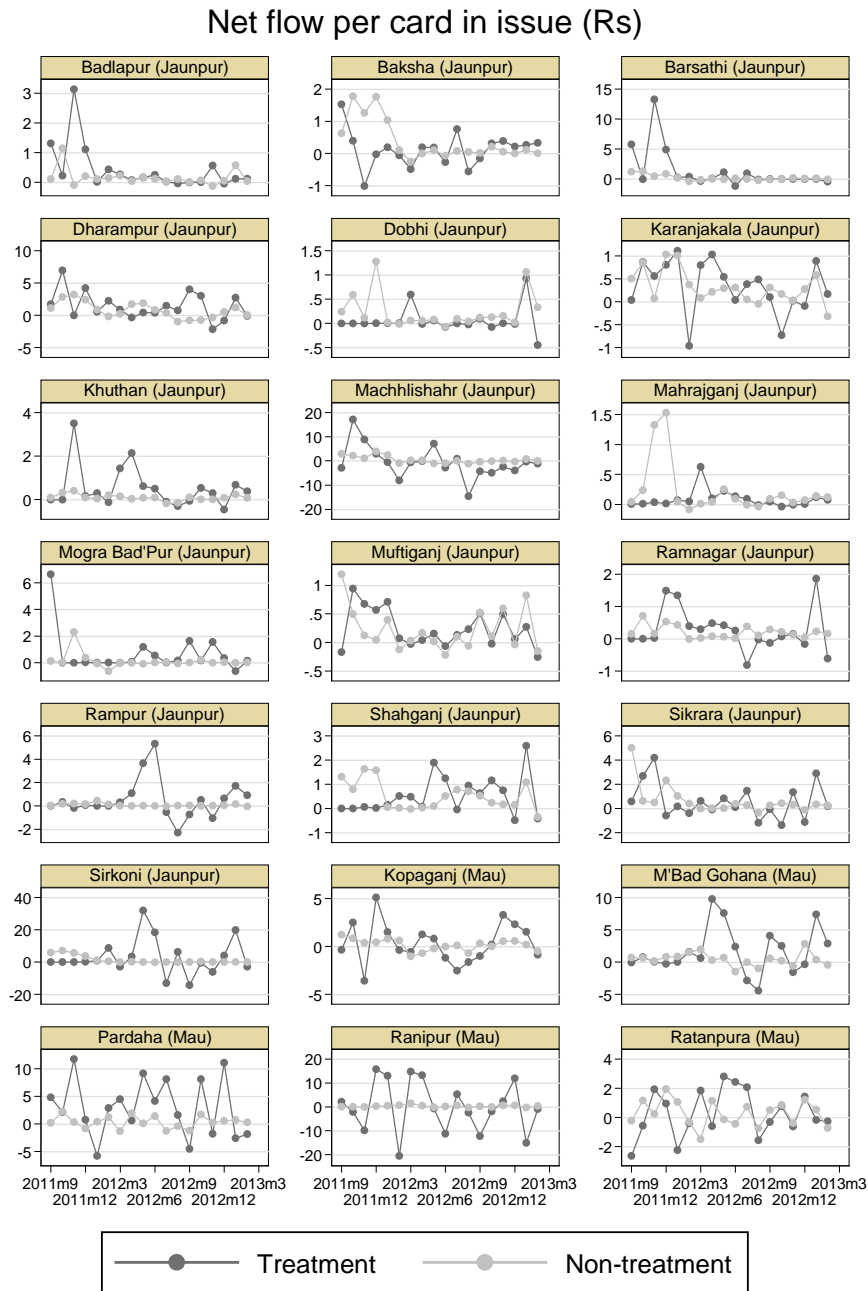 Net flow per card in issue (Rs)
Badlapur (Jaunpur) Baksha (Jaunpur) Barsathi (Jaunpur)
3 2 15
2 1 10
1 0 5
0 -1 0
Dharampur (Jaunpur) Dobhi (Jaunpur) Karanjakala (Jaunpur)
10 1.5 1
5 1 .5
0 .5 0
-5 0 -.5
-.5 -1
Khuthan (Jaunpur) Machhlishahr (Jaunpur) Mahrajganj (Jaunpur)
4 20 1.5
2 10 1
0 0 .5
-10 0
-20
Mogra Bad'Pur (Jaunpur) Muftiganj (Jaunpur) Ramnagar (Jaunpur)
6 1 2
4 .5 1
2 0 0
0 -.5 -1
Rampur (Jaunpur) Shahganj (Jaunpur) Sikrara (Jaunpur)
6 3 6
4 2 4
2 1 2
0 0 0
-2 -1 -2
Sirkoni (Jaunpur) Kopaganj (Mau) M'Bad Gohana (Mau)
40 5 10
20 0 5
0 -5 0
-20 -5
Pardaha (Mau) Ranipur (Mau) Ratanpura (Mau)
10 20 4
5 10 2
0 0 0
-5 -10 -2
-20
2011m9 2012m3 2012m9 2013m3 2011m9 2012m3 2012m9 2013m3 2011m9 2012m3 2012m9 2013m3
2011m12 2012m6 2012m12 2011m12 2012m6 2012m12 2011m12 2012m6 2012m12
Treatment Non-treatment